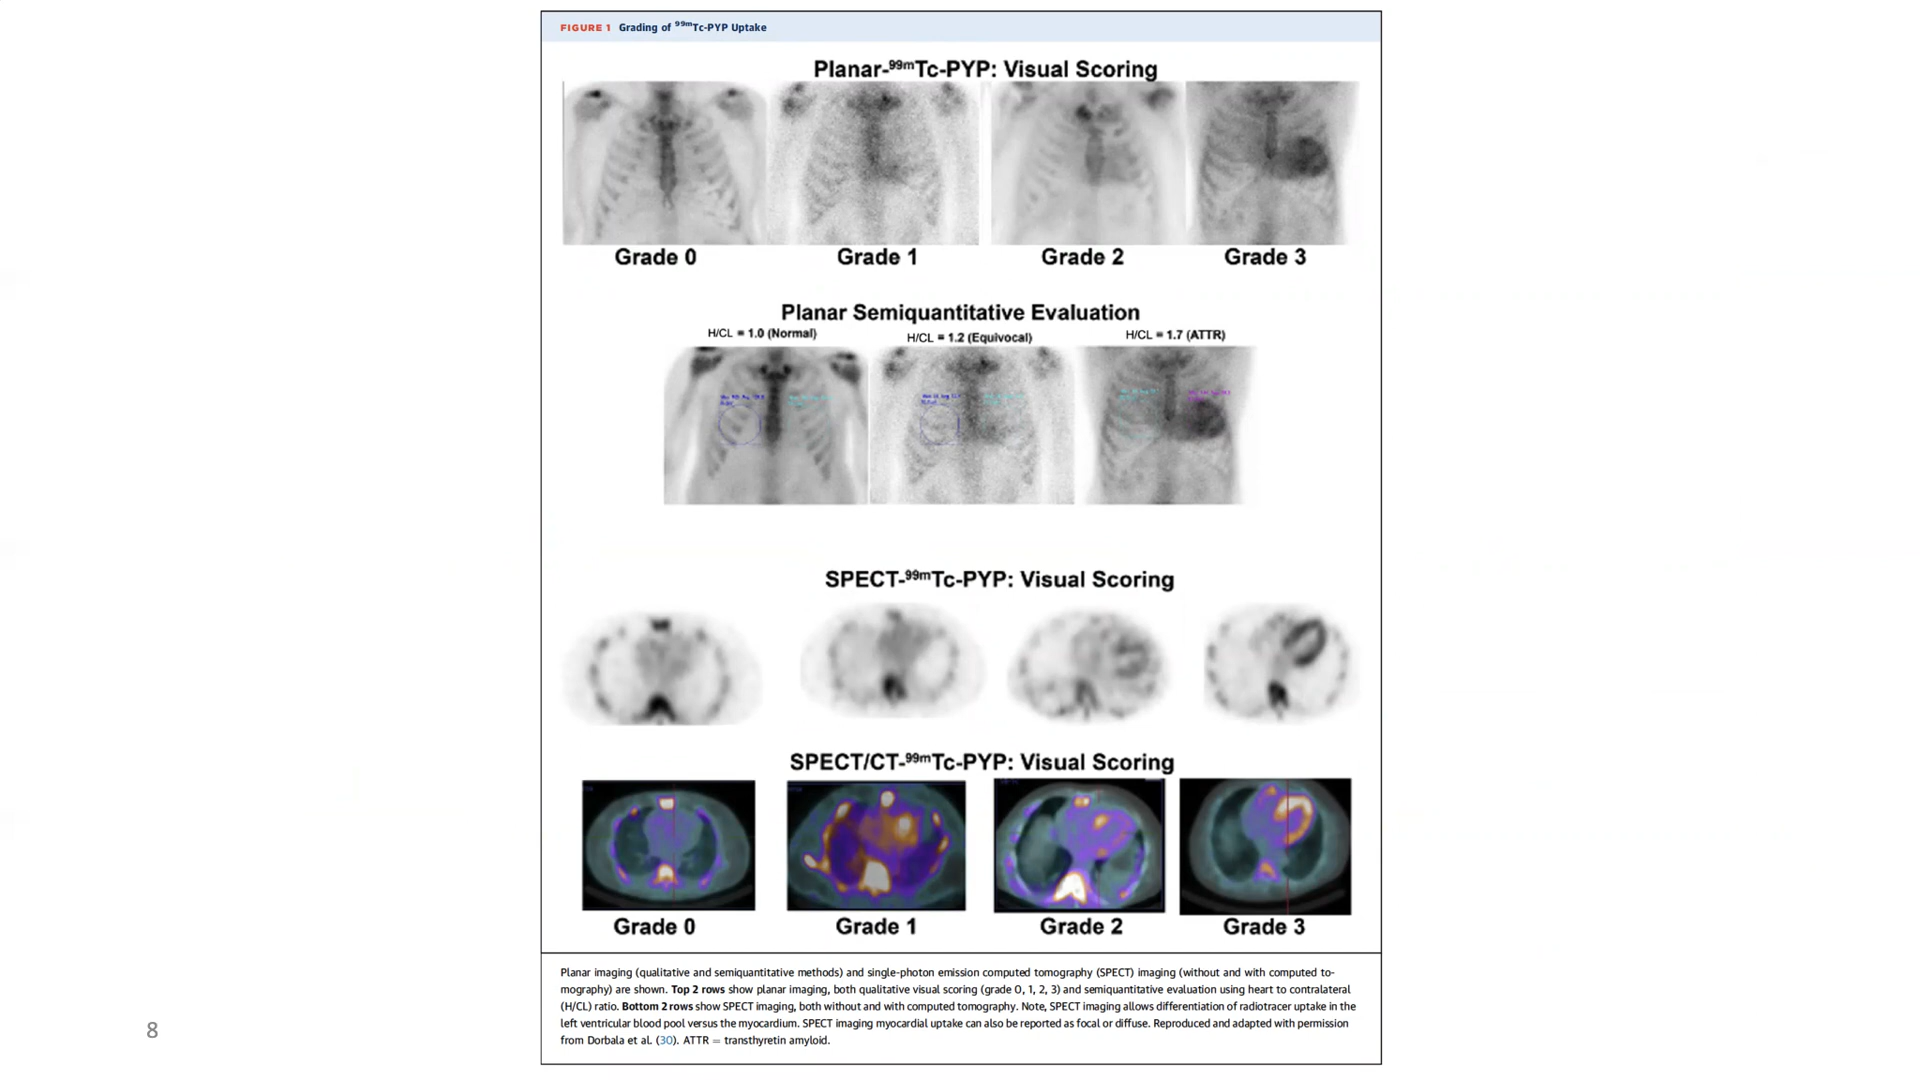 FIGURE 1 Grading of 99mTc-PYP Uptake
Planar-99mTc-PYP: Visual Scoring
Grade 0 Grade 1 Grade 2 Grade 3
Planar Semiquantitative Evaluation
H/CL = 1.0 (Normal) H/CL = 1.2 (Equivocal) H/CL = 1.7 (ATTR)
SPECT-99mTc-PYP: Visual Scoring
SPECT/CT-99mTc-PYP: Visual Scoring
Grade 0 Grade 1 Grade 2 Grade 3
Planar imaging (qualitative and semiquantitative methods) and single-photon emission computed tomography (SPECT) imaging (without and with computed to-
mography) are shown. Top 2 rows show planar imaging, both qualitative visual scoring (grade 0, 1, 2, 3) and semiquantitative evaluation using heart to contralateral
(H/CL) ratio. Bottom 2 rows show SPECT imaging, both without and with computed tomography. Note, SPECT imaging allows differentiation of radiotracer uptake in the
left ventricular blood pool versus the myocardium. SPECT imaging myocardial uptake can also be reported as focal or diffuse. Reproduced and adapted with permission
from Dorbala et al. (30). ATTR = transthyretin amyloid.
8